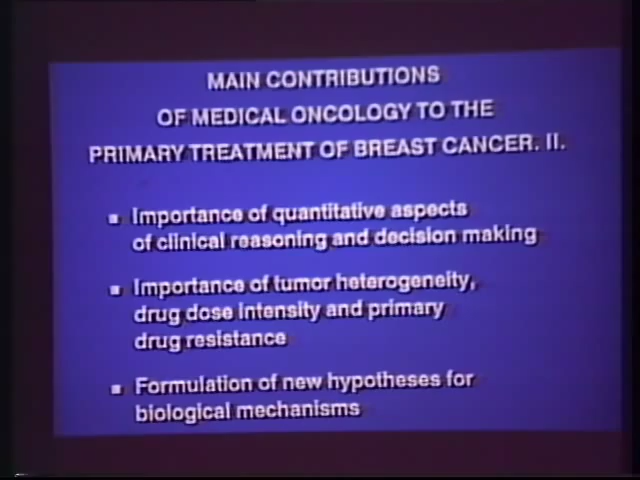 MAIN CONTRIBUTIONS
OF MEDICAL ONCOLOGY TO THE
PRIMARY TREATMENT OF BREAST CANCER. II.
▪ Importance of quantitative aspects
of clinical reasoning and decision making
▪ Importance of tumor heterogeneity,
drug dose intensity and primary
drug resistance
▪ Formulation of new hypotheses for
biological mechanisms